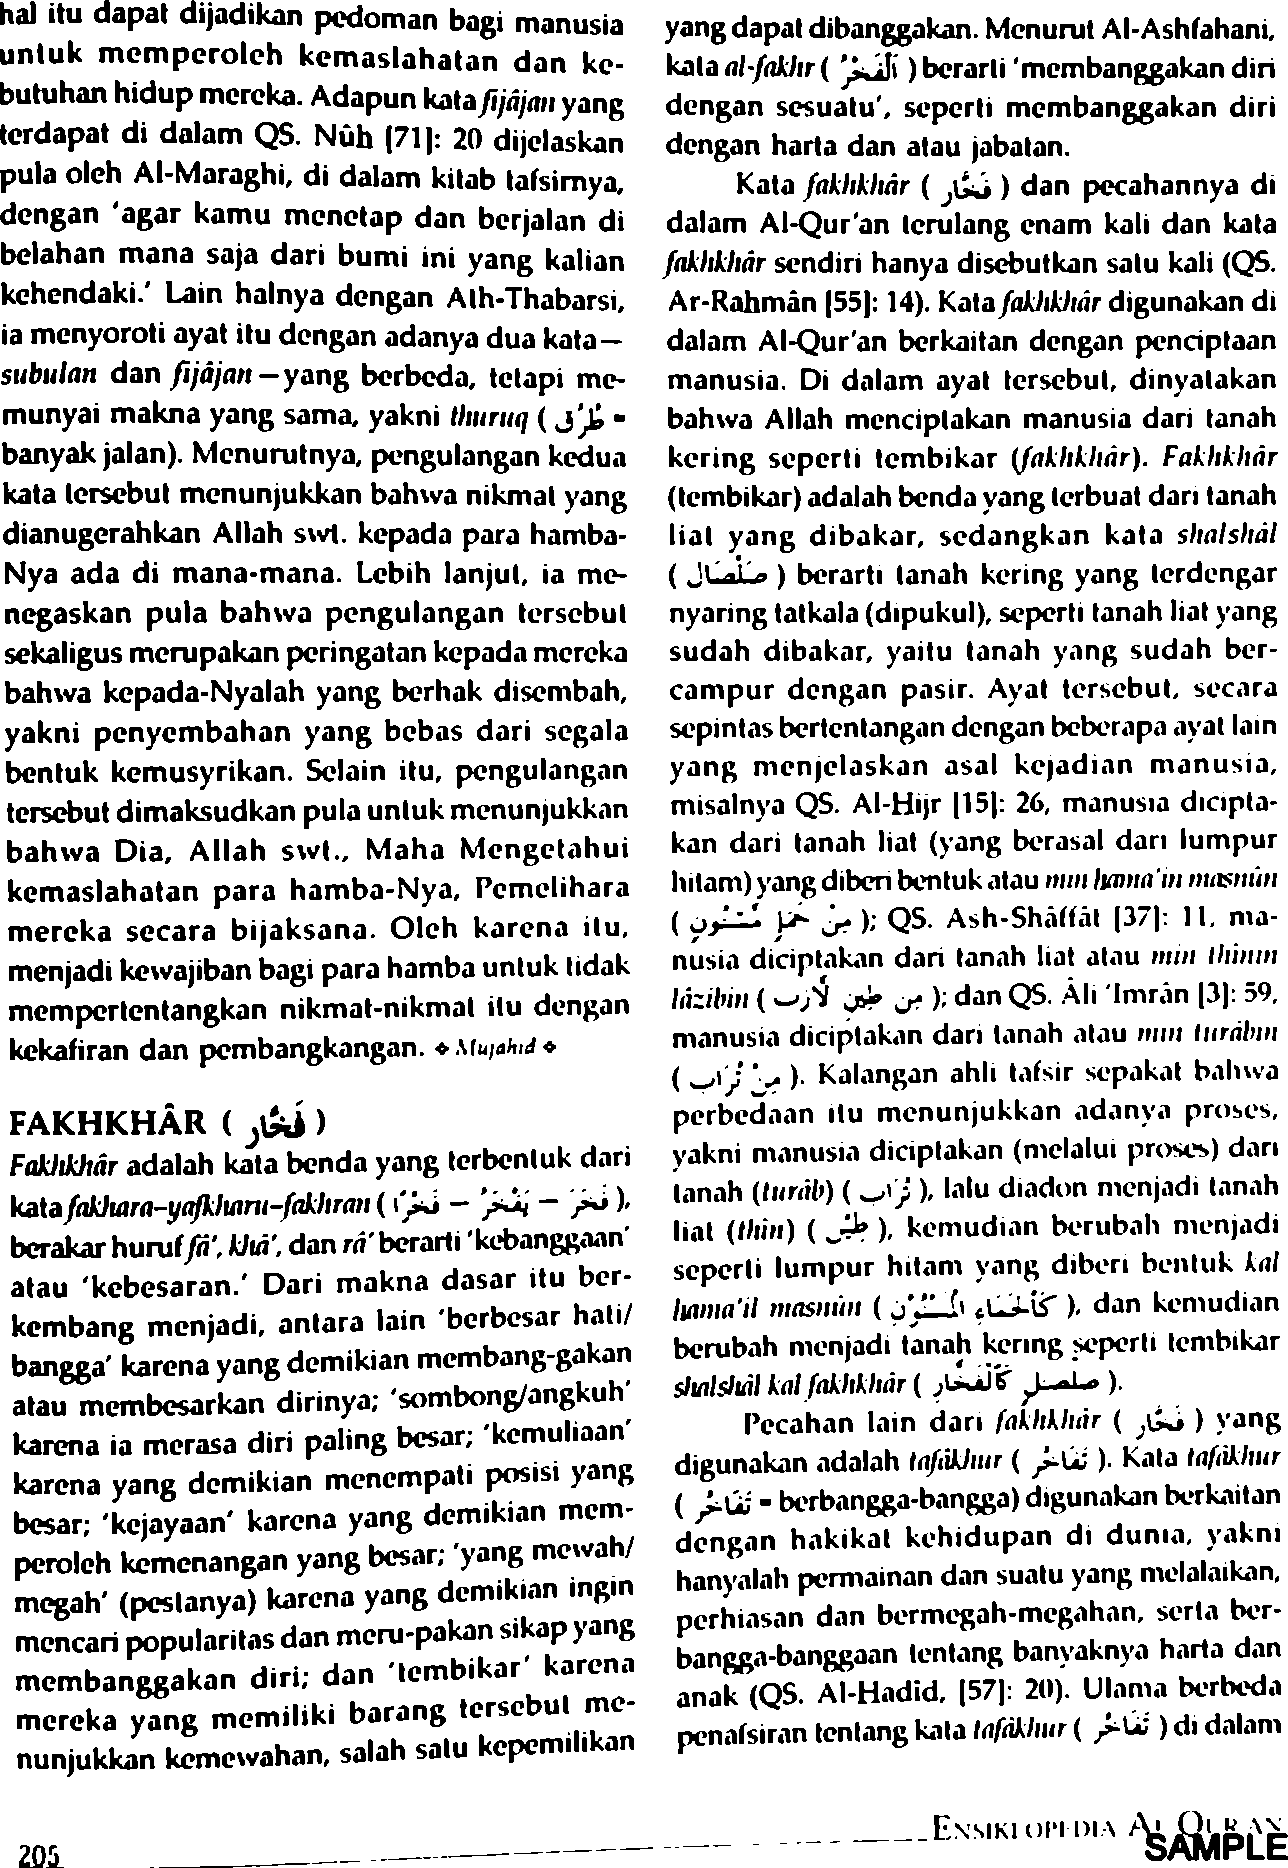 hal itu dapat dijadikan pedoman bagi manusia
untuk memperoleh kemaslahatan dan ke-
butuhan hidup mereka. Adapun kata fijâjan yang
terdapat di dalam QS. Nûh [71]: 20 dijelaskan
pula oleh Al-Maraghi, di dalam kitab tafsirnya,
dengan 'agar kamu menetap dan berjalan di
belahan mana saja dari bumi ini yang kalian
kehendaki.' Lain halnya dengan Ath-Thabarsi,
ia menyoroti ayat itu dengan adanya dua kata—
subulan dan fijâjan—yang berbeda, tetapi me-
munyai makna yang sama, yakni thuruq ( طُرُق =
banyak jalan). Menurutnya, pengulangan kedua
kata tersebut menunjukkan bahwa nikmat yang
dianugerahkan Allah swt. kepada para hamba-
Nya ada di mana-mana. Lebih lanjut, ia me-
negaskan pula bahwa pengulangan tersebut
sekaligus merupakan peringatan kepada mereka
bahwa kepada-Nyalah yang berhak disembah,
yakni penyembahan yang bebas dari segala
bentuk kemusyrikan. Selain itu, pengulangan
tersebut dimaksudkan pula untuk menunjukkan
bahwa Dia, Allah swt., Maha Mengetahui
kemaslahatan para hamba-Nya, Pemelihara
mereka secara bijaksana. Oleh karena itu,
menjadi kewajiban bagi para hamba untuk tidak
mempertentangkan nikmat-nikmat itu dengan
kekafiran dan pembangkangan. ❖ Mujahid ❖
FAKHKHÂR ( فَخَّار )
Fakhkhâr adalah kata benda yang terbentuk dari
kata fakhara-yafkharu-fakhran ( فَخَرَ – يَفْخَرُ – فَخْرًا ),
berakar huruf fâ', khâ', dan râ' berarti 'kebanggaan'
atau 'kebesaran.' Dari makna dasar itu ber-
kembang menjadi, antara lain 'berbesar hati/
bangga' karena yang demikian membang-gakan
atau membesarkan dirinya; 'sombong/angkuh'
karena ia merasa diri paling besar; 'kemuliaan'
karena yang demikian menempati posisi yang
besar; 'kejayaan' karena yang demikian mem-
peroleh kemenangan yang besar; 'yang mewah/
megah' (pestanya) karena yang demikian ingin
mencari popularitas dan meru-pakan sikap yang
membanggakan diri; dan 'tembikar' karena
mereka yang memiliki barang tersebut me-
nunjukkan kemewahan, salah satu kepemilikan
yang dapat dibanggakan. Menurut Al-Ashfahani,
kata al-fakhr ( اَلْفَخْرُ ) berarti 'membanggakan diri
dengan sesuatu', seperti membanggakan diri
dengan harta dan atau jabatan.
Kata fakhkhâr ( فَخَّار ) dan pecahannya di
dalam Al-Qur'an terulang enam kali dan kata
fakhkhâr sendiri hanya disebutkan satu kali (QS.
Ar-Rahmân [55]: 14). Kata fakhkhâr digunakan di
dalam Al-Qur'an berkaitan dengan penciptaan
manusia. Di dalam ayat tersebut, dinyatakan
bahwa Allah menciptakan manusia dari tanah
kering seperti tembikar (fakhkhâr). Fakhkhâr
(tembikar) adalah benda yang terbuat dari tanah
liat yang dibakar, sedangkan kata shalshâl
( صَلْصَال ) berarti tanah kering yang terdengar
nyaring tatkala (dipukul), seperti tanah liat yang
sudah dibakar, yaitu tanah yang sudah ber-
campur dengan pasir. Ayat tersebut, secara
sepintas bertentangan dengan beberapa ayat lain
yang menjelaskan asal kejadian manusia,
misalnya QS. Al-Hijr [15]: 26, manusia dicipta-
kan dari tanah liat (yang berasal dari lumpur
hitam) yang diberi bentuk atau min hama'in masnûn
( مِنْ حَمَإٍ مَسْنُون ); QS. Ash-Shâffât [37]: 11, ma-
nusia diciptakan dari tanah liat atau min thînin
lâzibin ( مِنْ طِينٍ لَازِب ); dan QS. Âli 'Imrân [3]: 59,
manusia diciptakan dari tanah atau min turâbin
( مِنْ تُرَاب ). Kalangan ahli tafsir sepakat bahwa
perbedaan itu menunjukkan adanya proses,
yakni manusia diciptakan (melalui proses) dari
tanah (turâb) ( تُرَاب ), lalu diadon menjadi tanah
liat (thîn) ( طِين ), kemudian berubah menjadi
seperti lumpur hitam yang diberi bentuk kal
hama'il masnûn ( كَالْحَمَاءِ الْمَسْنُون ), dan kemudian
berubah menjadi tanah kering seperti tembikar
shalshâl kal fakhkhâr ( صلصل كَالْفَخَّار ).
Pecahan lain dari fakhkhâr ( فَخَّار ) yang
digunakan adalah tafâkhur ( تَفَاخُر ). Kata tafâkhur
( تَفَاخُر = berbangga-bangga) digunakan berkaitan
dengan hakikat kehidupan di dunia, yakni
hanyalah permainan dan suatu yang melalaikan,
perhiasan dan bermegah-megahan, serta ber-
bangga-banggaan tentang banyaknya harta dan
anak (QS. Al-Hadîd, [57]: 20). Ulama berbeda
penafsiran tentang kata tafâkhur ( تَفَاخُر ) di dalam
205
ENSIKLOPEDIA AL QUR'AN
SAMPLE